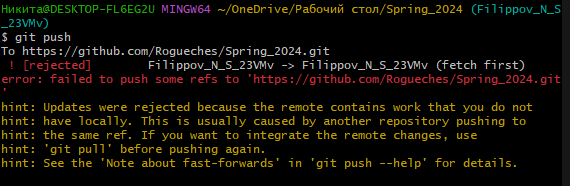 Никита@DESKTOP-FL6EG2U MINGW64 ~/OneDrive/Рабочий стол/Spring_2024 (Filippov_N_S
_23VMv)
$ git push
To https://github.com/Rogueches/Spring_2024.git
 ! [rejected]        Filippov_N_S_23VMv -> Filippov_N_S_23VMv (fetch first)
error: failed to push some refs to 'https://github.com/Rogueches/Spring_2024.git
'
hint: Updates were rejected because the remote contains work that you do not
hint: have locally. This is usually caused by another repository pushing to
hint: the same ref. If you want to integrate the remote changes, use
hint: 'git pull' before pushing again.
hint: See the 'Note about fast-forwards' in 'git push --help' for details.